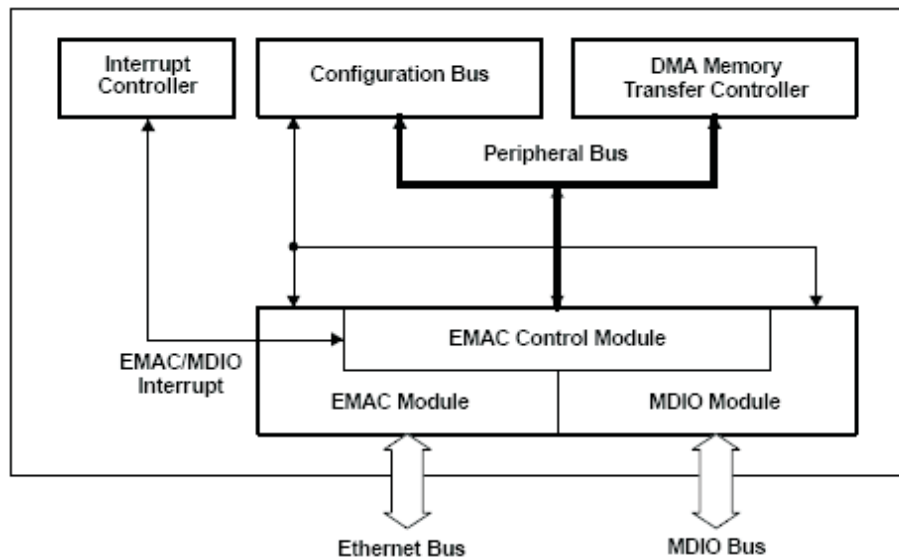 Interrupt
Controller
Configuration Bus
DMA Memory
Transfer Controller
Peripheral Bus
EMAC Control Module
EMAC/MDIO
Interrupt
EMAC Module
MDIO Module
Ethernet Bus
MDIO Bus